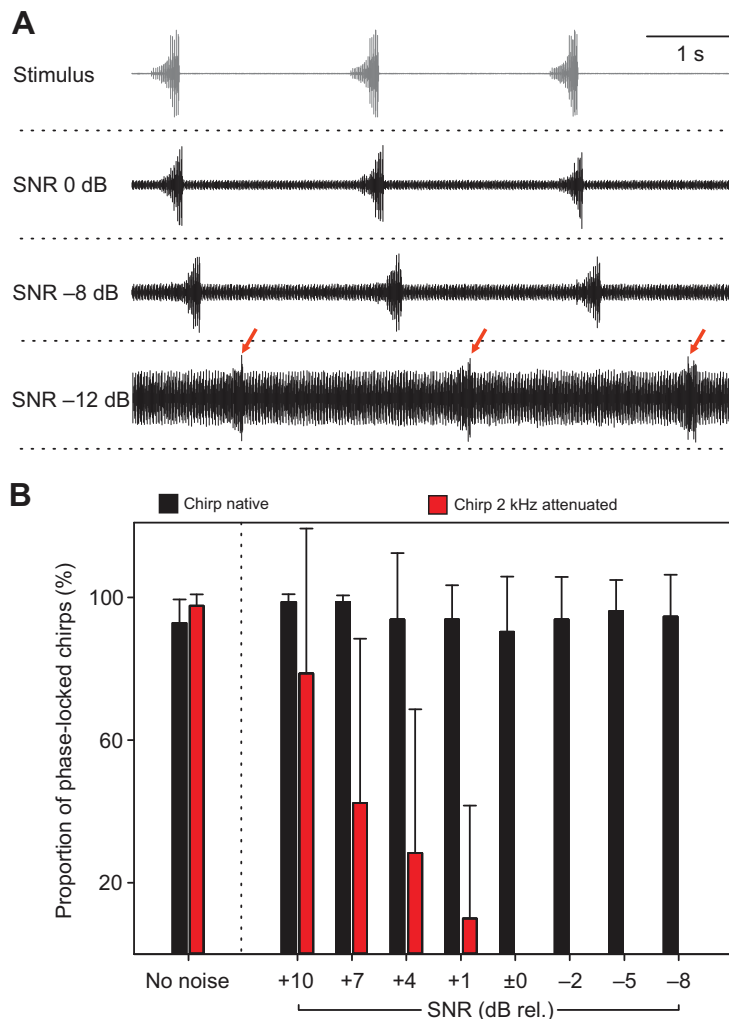 A
1 s
Stimulus
SNR 0 dB
SNR –8 dB
SNR –12 dB
B
Chirp native
Chirp 2 kHz attenuated
Proportion of phase-locked chirps (%)
100
60
20
No noise +10 +7 +4 +1 ±0 –2 –5 –8
SNR (dB rel.)